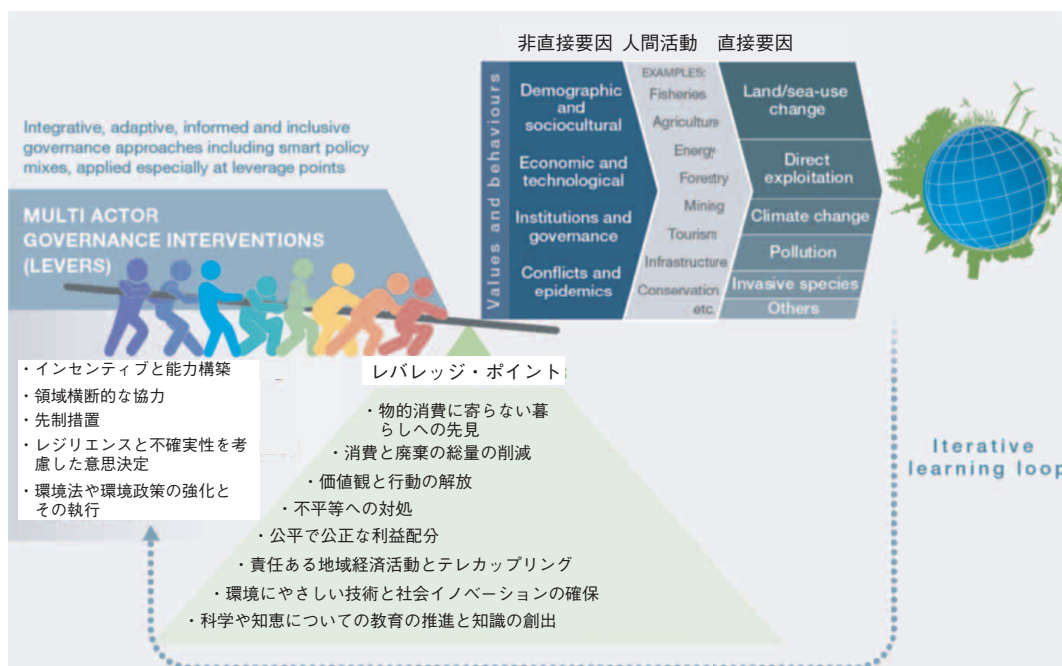 非直接要因 人間活動 直接要因
Values and behaviours
Demographic
and
sociocultural
Economic and
technological
Institutions and
governance
Conflicts and
epidemics
EXAMPLES:
Fisheries
Agriculture
Energy
Forestry
Mining
Tourism
Infrastructure
Conservation
etc.
Land/sea-use
change
Direct
exploitation
Climate change
Pollution
Invasive species
Others
Integrative, adaptive, informed and inclusive
governance approaches including smart policy
mixes, applied especially at leverage points
MULTI ACTOR
GOVERNANCE INTERVENTIONS
(LEVERS)
・インセンティブと能力構築
・領域横断的な協力
・先制措置
・レジリエンスと不確実性を考
慮した意思決定
・環境法や環境政策の強化と
その執行
レバレッジ・ポイント
・物的消費に寄らない暮
らしへの先見
・消費と廃棄の総量の削減
・価値観と行動の解放
・不平等への対処
・公平で公正な利益配分
・責任ある地域経済活動とテレカップリング
・環境にやさしい技術と社会イノベーションの確保
・科学や知恵についての教育の推進と知識の創出
Iterative
learning loop